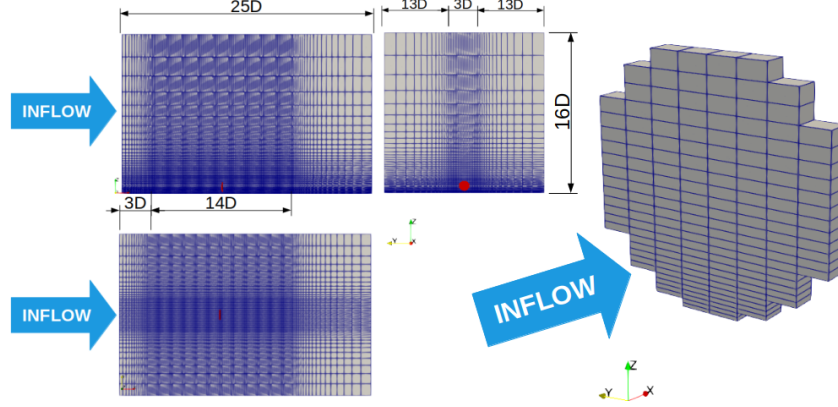 25D
13D 3D 13D
INFLOW
16D
3D 14D
Z
Y X
INFLOW
INFLOW
Z
Y X